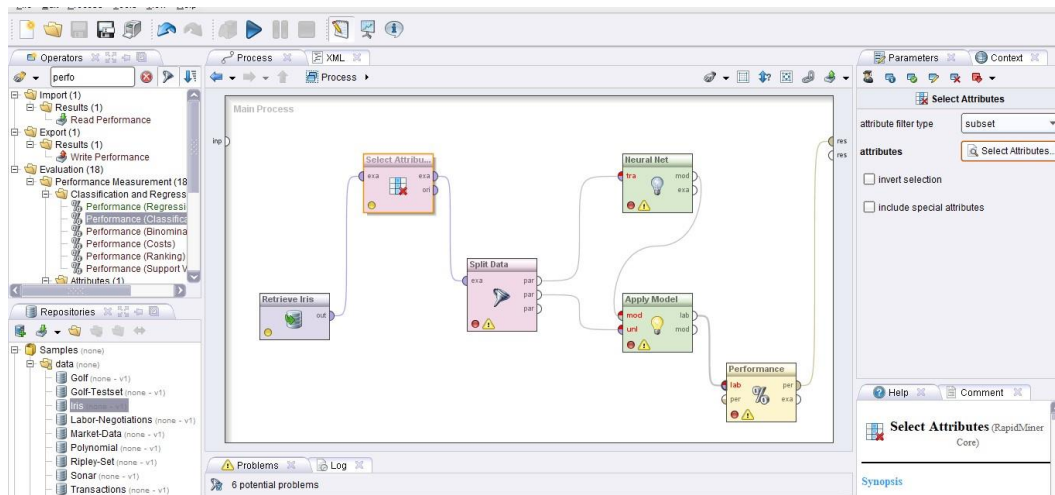 Operators
perfo
Import (1)
Results (1)
Read Performance
Export (1)
Results (1)
Write Performance
Evaluation (18)
Performance Measurement (18
Classification and Regress
Performance (Regressi
Performance (Classifica
Performance (Binomina
Performance (Costs)
Performance (Ranking)
Performance (Support V
Attributes (1)
Repositories
Samples (none)
data (none)
Golf (none - v1)
Golf-Testset (none - v1)
Iris (none - v1)
Labor-Negotiations (none - v1)
Market-Data (none - v1)
Polynomial (none - v1)
Ripley-Set (none - v1)
Sonar (none - v1)
Transactions (none - v1)
Process
XML
Process
Main Process
inp
res
res
Select Attribu...
exa
exa
ori
Neural Net
tra
mod
exa
Split Data
exa
par
par
par
Retrieve Iris
out
Apply Model
mod
lab
unl
mod
Performance
lab
per
per
exa
Problems
Log
6 potential problems
Parameters
Context
Select Attributes
attribute filter type
subset
attributes
Select Attributes...
invert selection
include special attributes
Help
Comment
Select Attributes (RapidMiner
Core)
Synopsis